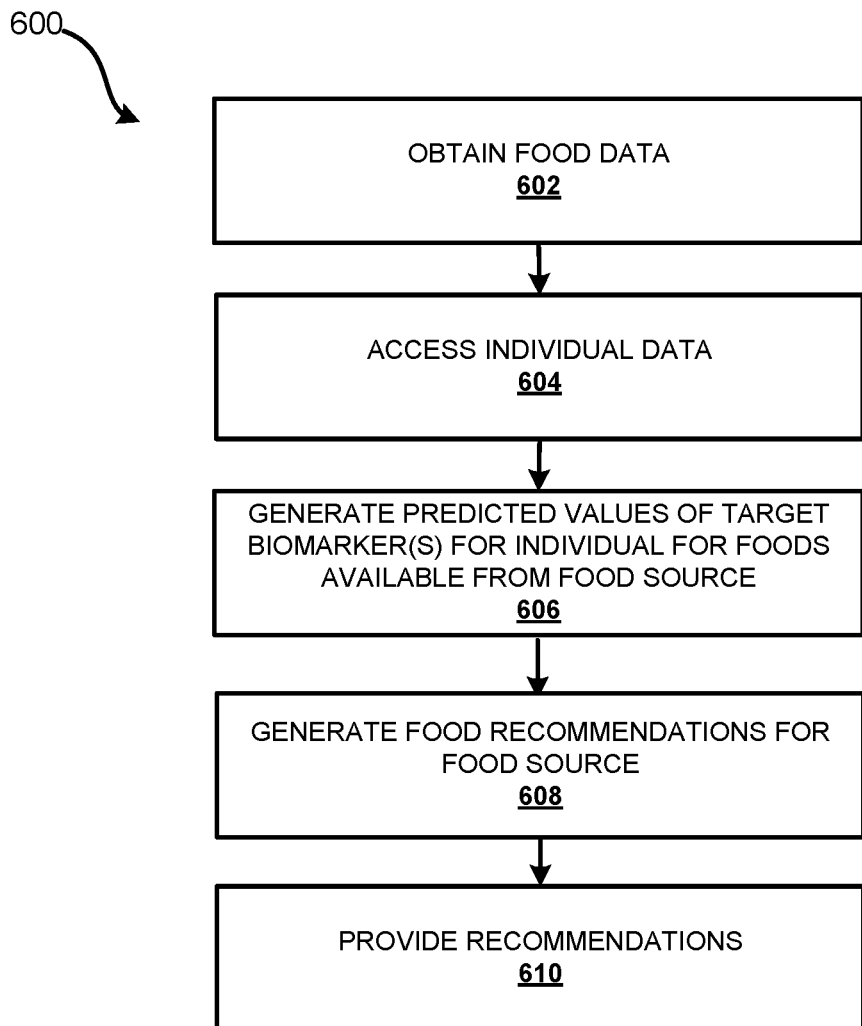 600
OBTAIN FOOD DATA
602
ACCESS INDIVIDUAL DATA
604
GENERATE PREDICTED VALUES OF TARGET
BIOMARKER(S) FOR INDIVIDUAL FOR FOODS
AVAILABLE FROM FOOD SOURCE
606
GENERATE FOOD RECOMMENDATIONS FOR
FOOD SOURCE
608
PROVIDE RECOMMENDATIONS
610